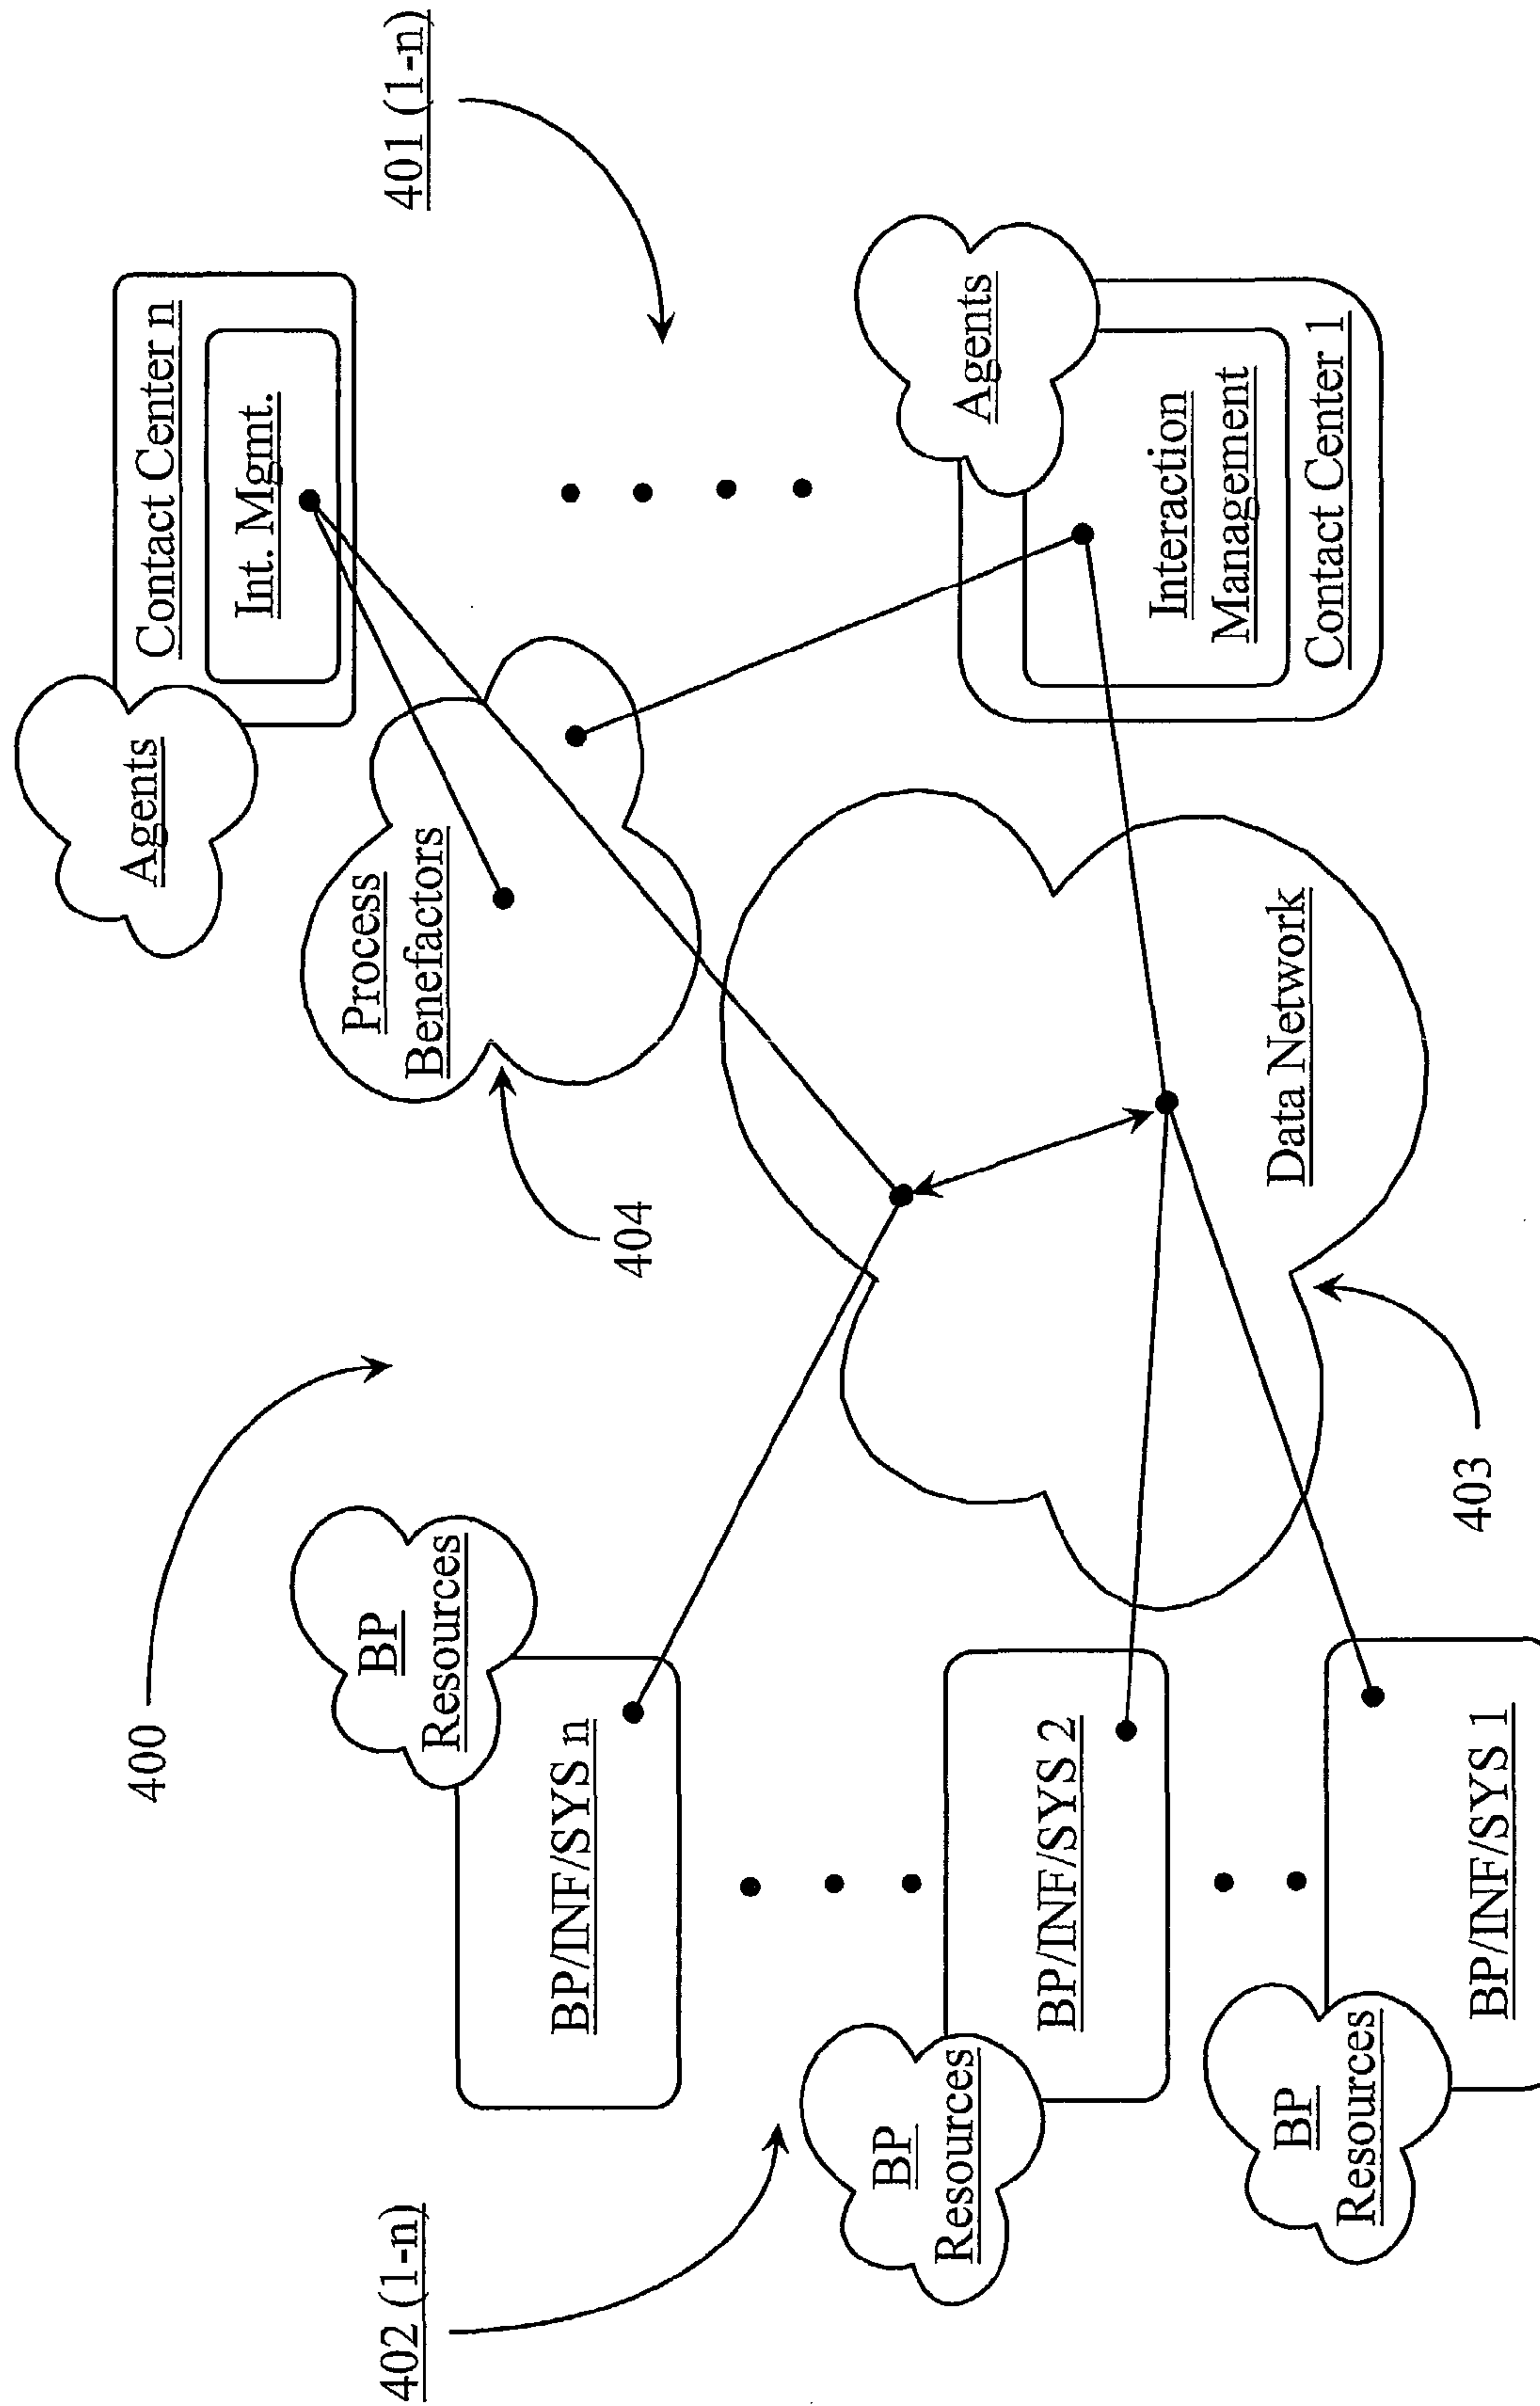 400
402 (1-n)
401 (1-n)
Agents
Contact Center n
Int. Mgmt.
Process
Benefactors
404
BP
Resources
BP/INF/SYS n
BP
Resources
BP/INF/SYS 2
BP
Resources
BP/INF/SYS 1
Data Network
403
Agents
Interaction
Management
Contact Center 1